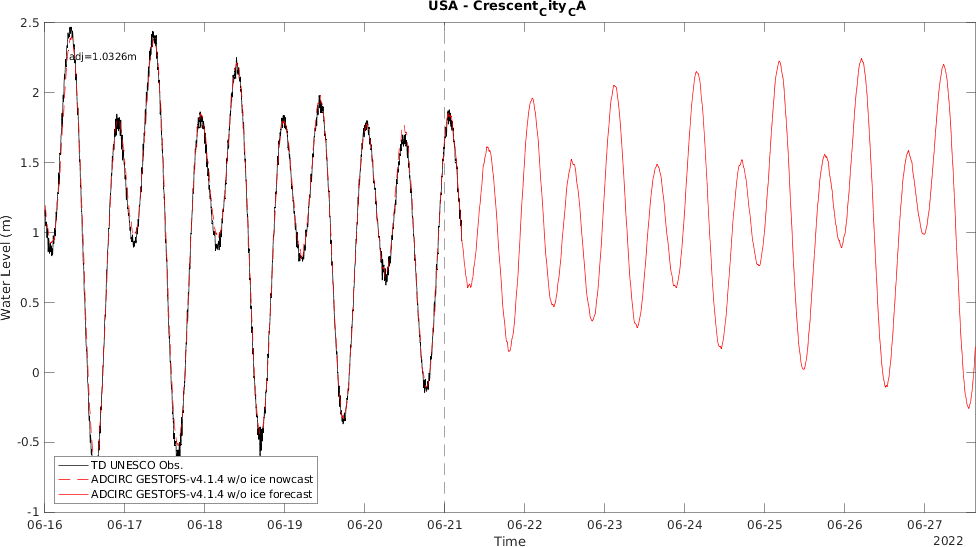 USA - Crescent_City_CA
2.5
adj=1.0326m
2
1.5
1
0.5
0
-0.5
-1
Water Level (m)
TD UNESCO Obs.
ADCIRC GESTOFS-v4.1.4 w/o ice nowcast
ADCIRC GESTOFS-v4.1.4 w/o ice forecast
06-16 06-17 06-18 06-19 06-20 06-21 06-22 06-23 06-24 06-25 06-26 06-27
Time
2022